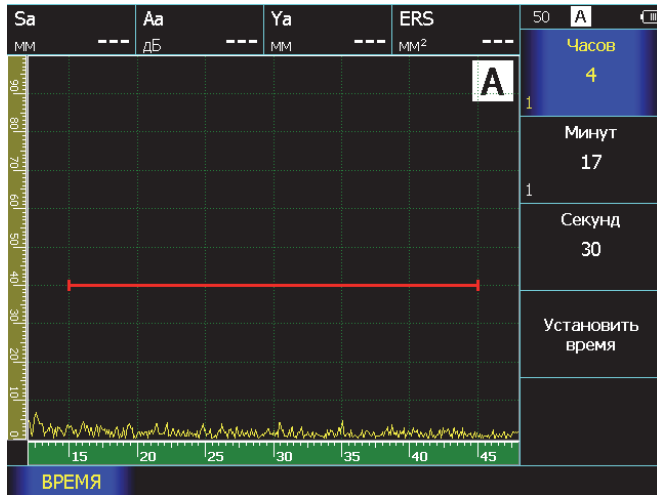 Sa Aa Ya ERS 50 A
мм --- дБ --- мм --- мм² ---
Часов
4
1
A
Минут
17
1
Секунд
30
Установить
время
90
80
70
60
50
40
30
20
10
0
15 20 25 30 35 40 45
ВРЕМЯ